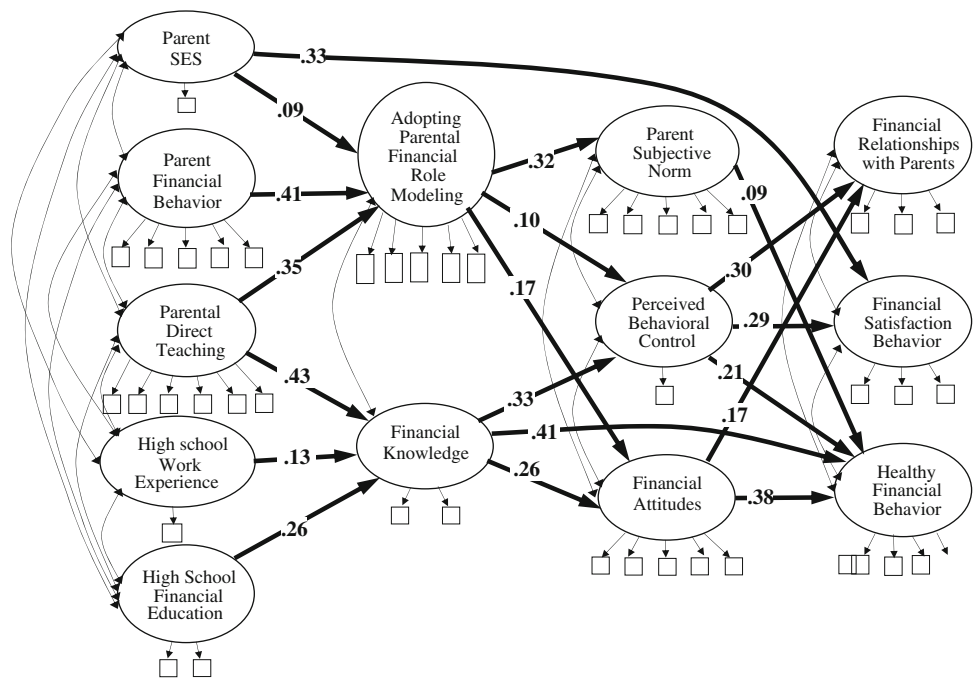 Parent
SES
.33
.09
Parent
Financial
Behavior
.41
Parental
Direct
Teaching
.35
.43
High school
Work
Experience
.13
High School
Financial
Education
.26
Adopting
Parental
Financial
Role
Modeling
.32
.10
.17
Financial
Knowledge
.33
.41
.26
Parent
Subjective
Norm
.09
Perceived
Behavioral
Control
.30
.29
.21
Financial
Attitudes
.17
.38
Financial
Relationships
with Parents
Financial
Satisfaction
Behavior
Healthy
Financial
Behavior